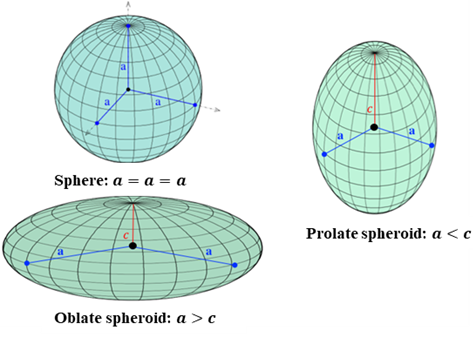 a
a
a
Sphere: a = a = a
c
a
a
Prolate spheroid: a < c
c
a
a
Oblate spheroid: a > c